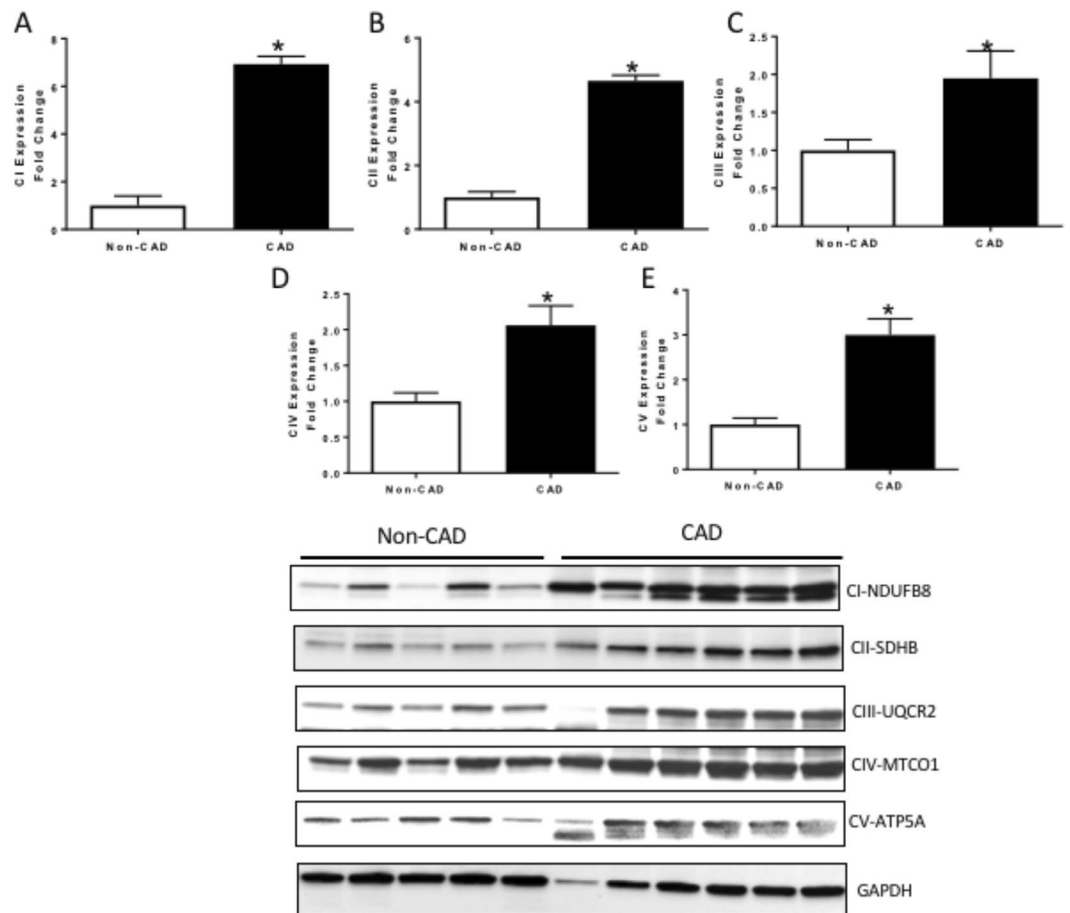 A
CI Expression
Fold Change
8
6
4
2
0
Non-CAD
CAD
*
B
CII Expression
Fold Change
6
4
2
0
Non-CAD
CAD
*
C
CIII Expression
Fold Change
2.5
2.0
1.5
1.0
0.5
0.0
Non-CAD
CAD
*
D
CIV Expression
Fold Change
2.5
2.0
1.5
1.0
0.5
0.0
Non-CAD
CAD
*
E
CV Expression
Fold Change
4
3
2
1
0
Non-CAD
CAD
*
Non-CAD
CAD
CI-NDUFB8
CII-SDHB
CIII-UQCR2
CIV-MTCO1
CV-ATP5A
GAPDH